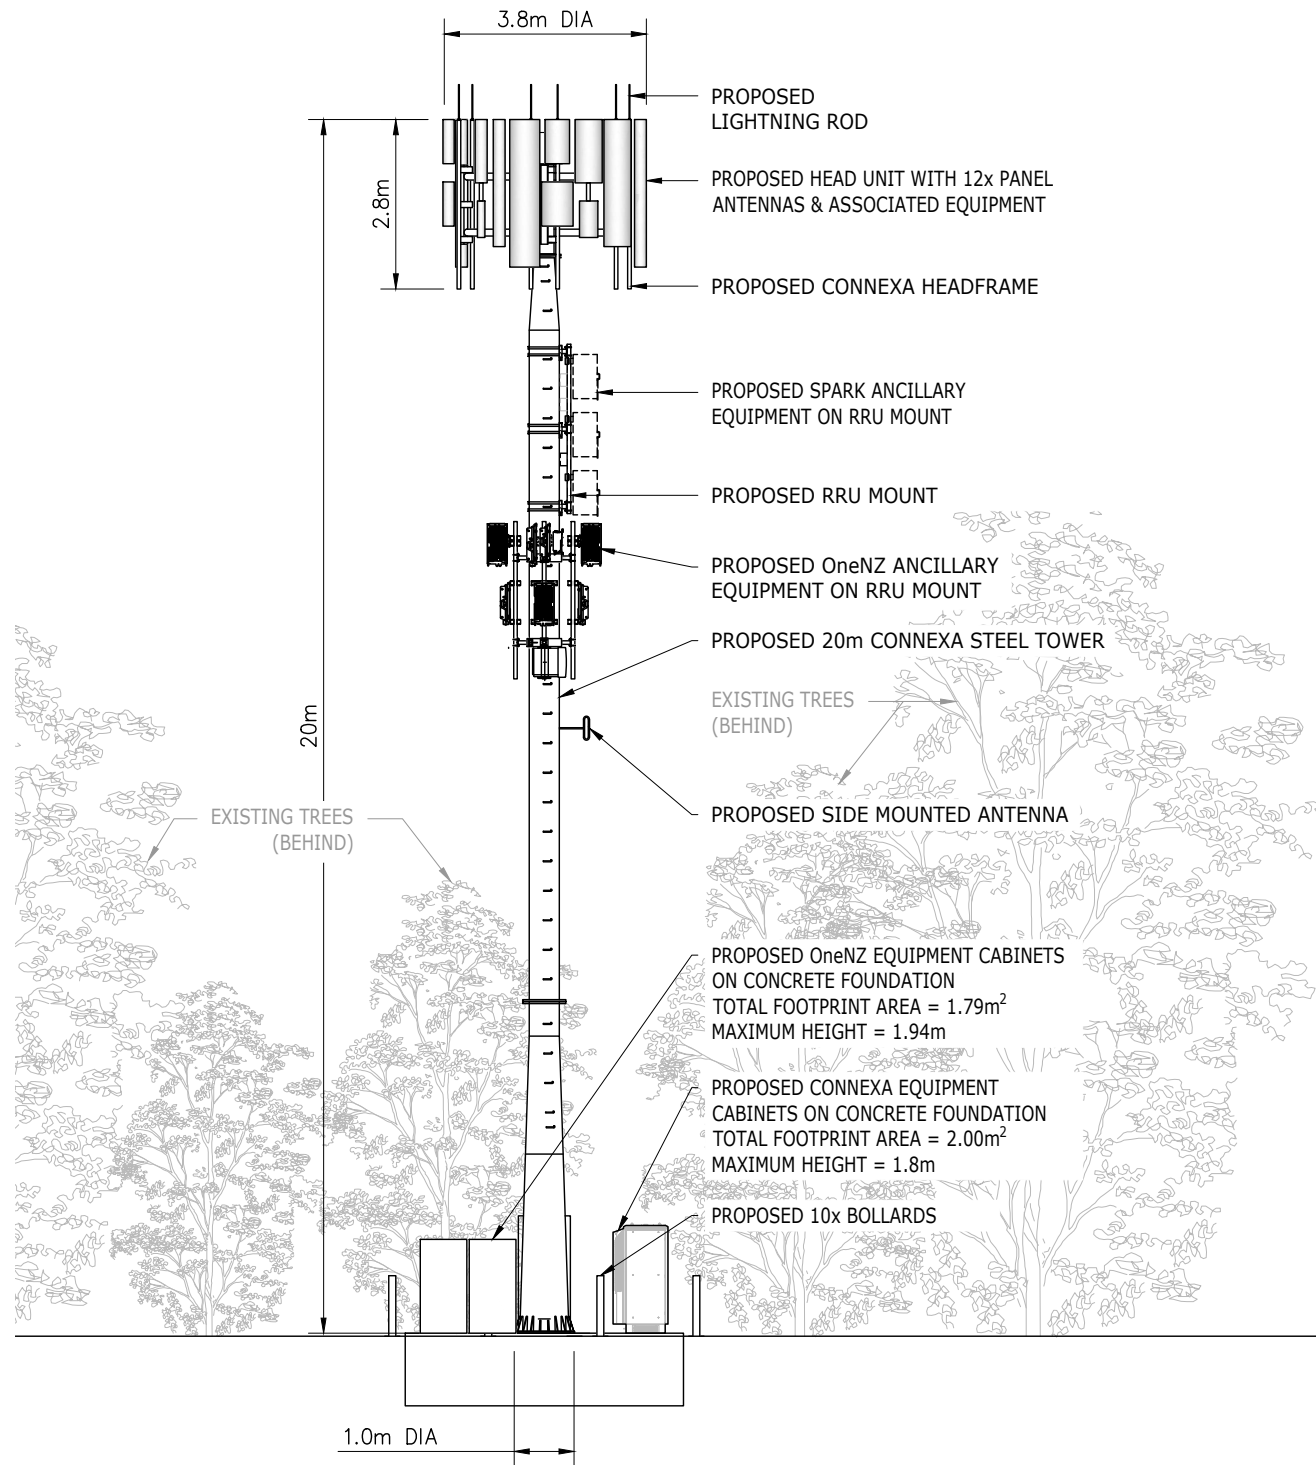 3.8m DIA
PROPOSED
LIGHTNING ROD
2.8m
PROPOSED HEAD UNIT WITH 12x PANEL
ANTENNAS & ASSOCIATED EQUIPMENT
PROPOSED CONNEXA HEADFRAME
PROPOSED SPARK ANCILLARY
EQUIPMENT ON RRU MOUNT
PROPOSED RRU MOUNT
PROPOSED OneNZ ANCILLARY
EQUIPMENT ON RRU MOUNT
PROPOSED 20m CONNEXA STEEL TOWER
EXISTING TREES
(BEHIND)
20m
PROPOSED SIDE MOUNTED ANTENNA
EXISTING TREES
(BEHIND)
PROPOSED OneNZ EQUIPMENT CABINETS
ON CONCRETE FOUNDATION
TOTAL FOOTPRINT AREA = 1.79m²
MAXIMUM HEIGHT = 1.94m
PROPOSED CONNEXA EQUIPMENT
CABINETS ON CONCRETE FOUNDATION
TOTAL FOOTPRINT AREA = 2.00m²
MAXIMUM HEIGHT = 1.8m
PROPOSED 10x BOLLARDS
1.0m DIA